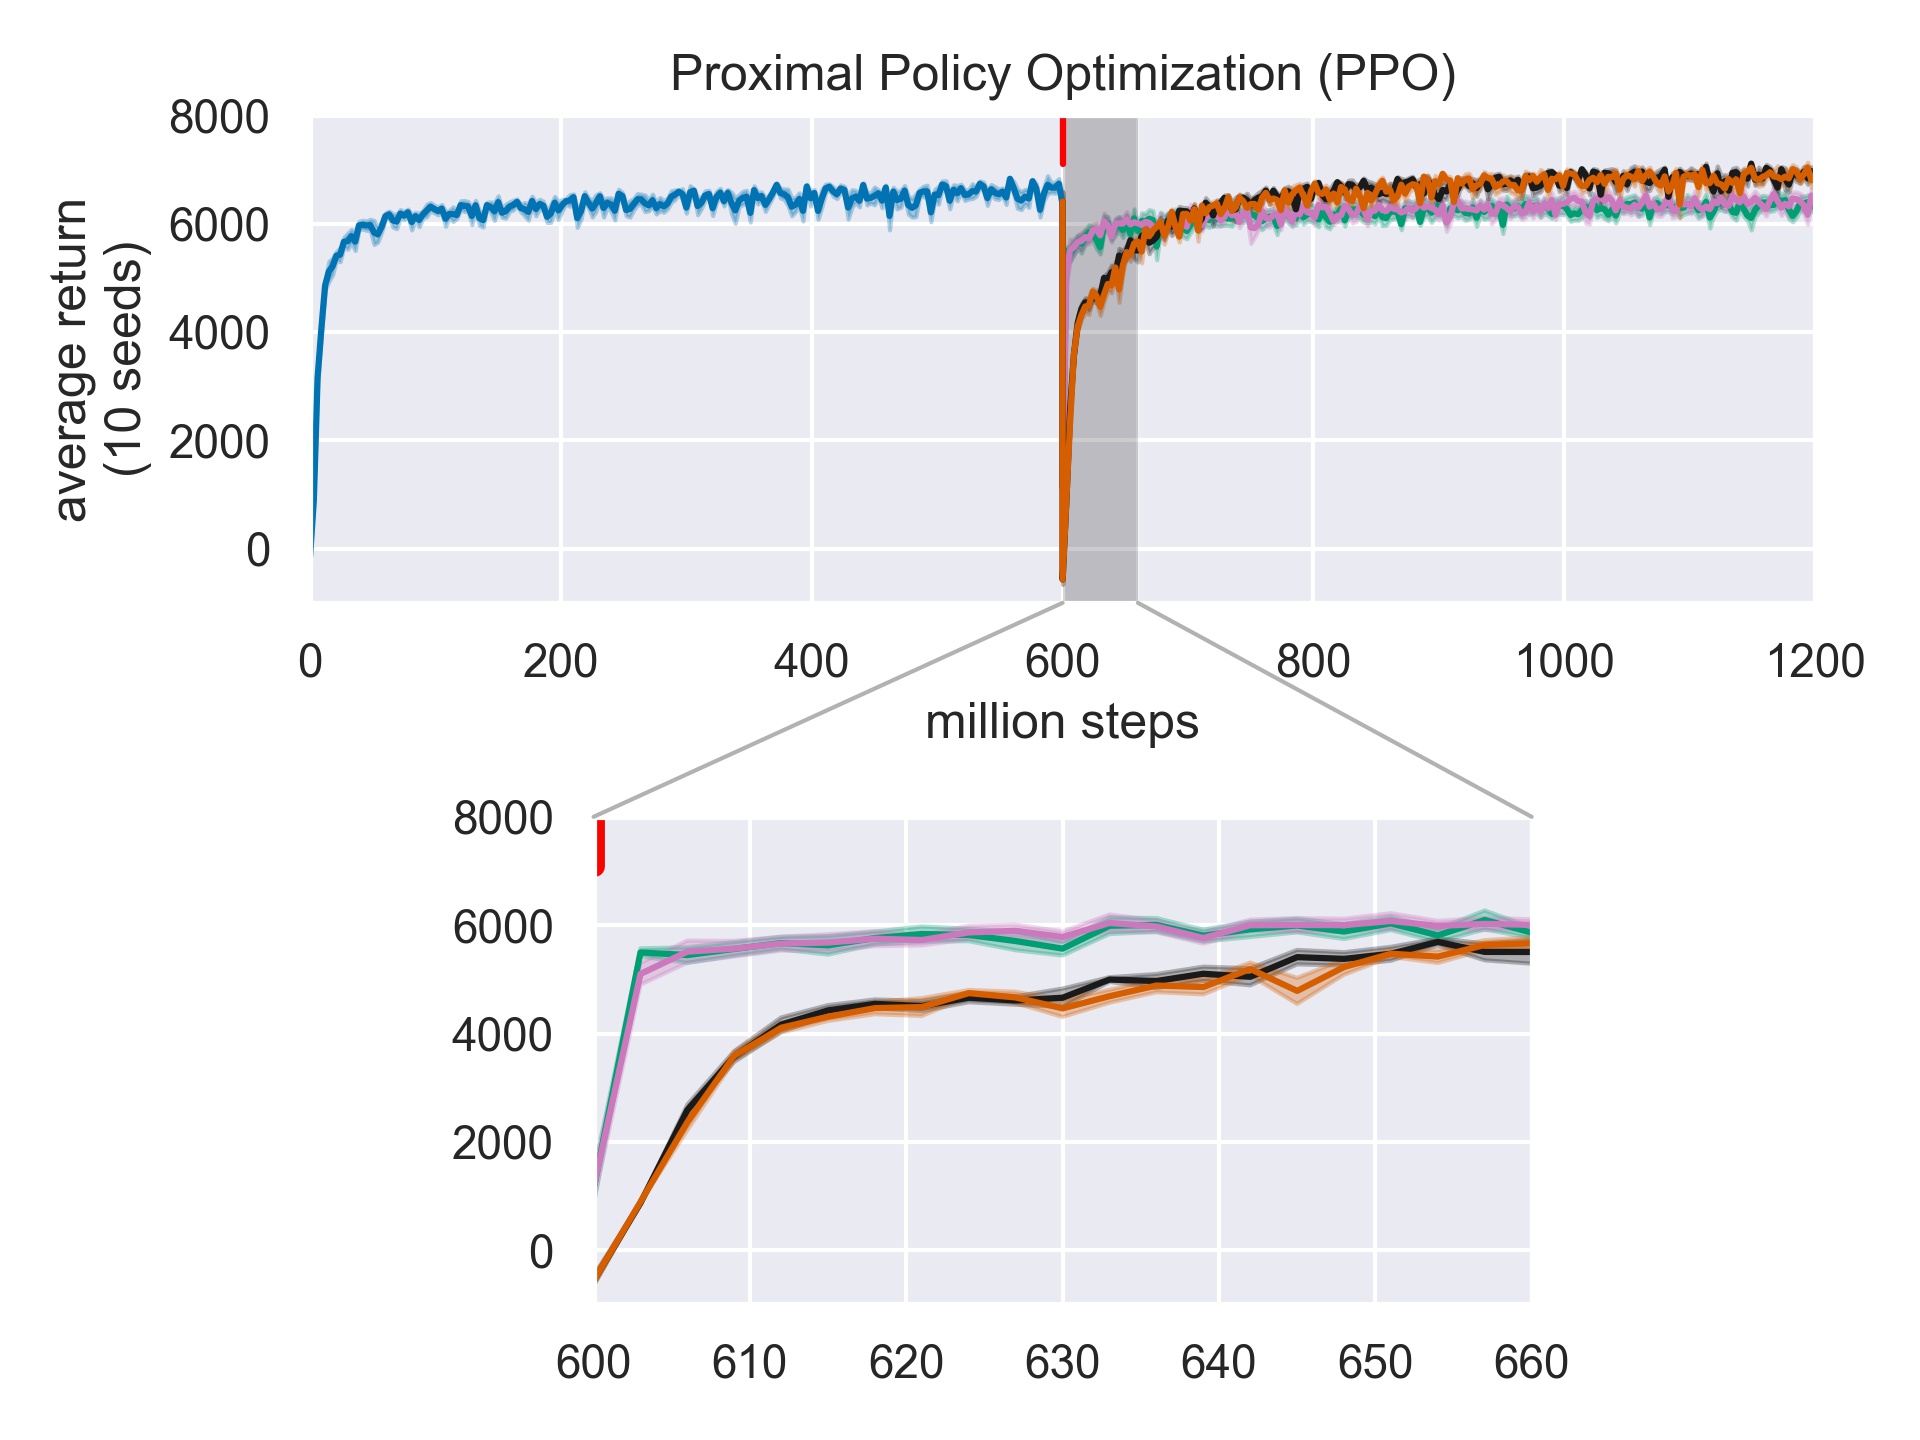 Proximal Policy Optimization (PPO)
average return
(10 seeds)
8000
6000
4000
2000
0
0 200 400 600 800 1000 1200
million steps
8000
6000
4000
2000
0
600 610 620 630 640 650 660